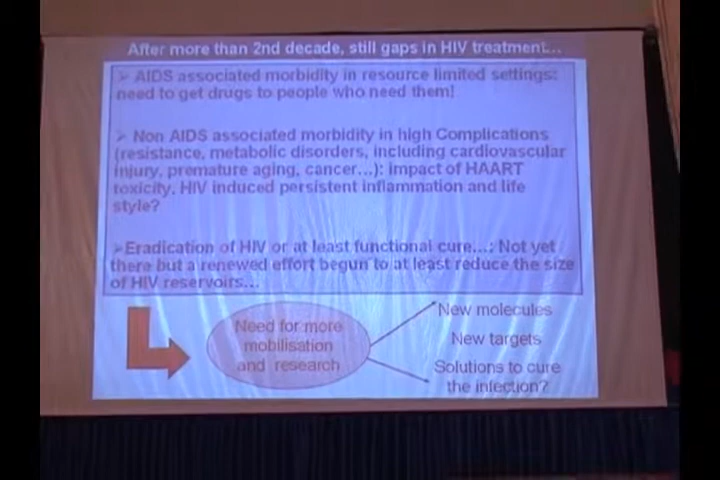 After more than 2nd decade, still gaps in HIV treatment...
➢ AIDS associated morbidity in resource limited settings:
need to get drugs to people who need them!
➢ Non AIDS associated morbidity in high Complications
(resistance, metabolic disorders, including cardiovascular
injury, premature aging, cancer...): impact of HAART
toxicity, HIV induced persistent inflammation and life
style?
➢Eradication of HIV or at least functional cure...: Not yet
there but a renewed effort begun to at least reduce the size
of HIV reservoirs...
Need for more
mobilisation
and research
New molecules
New targets
Solutions to cure
the infection?